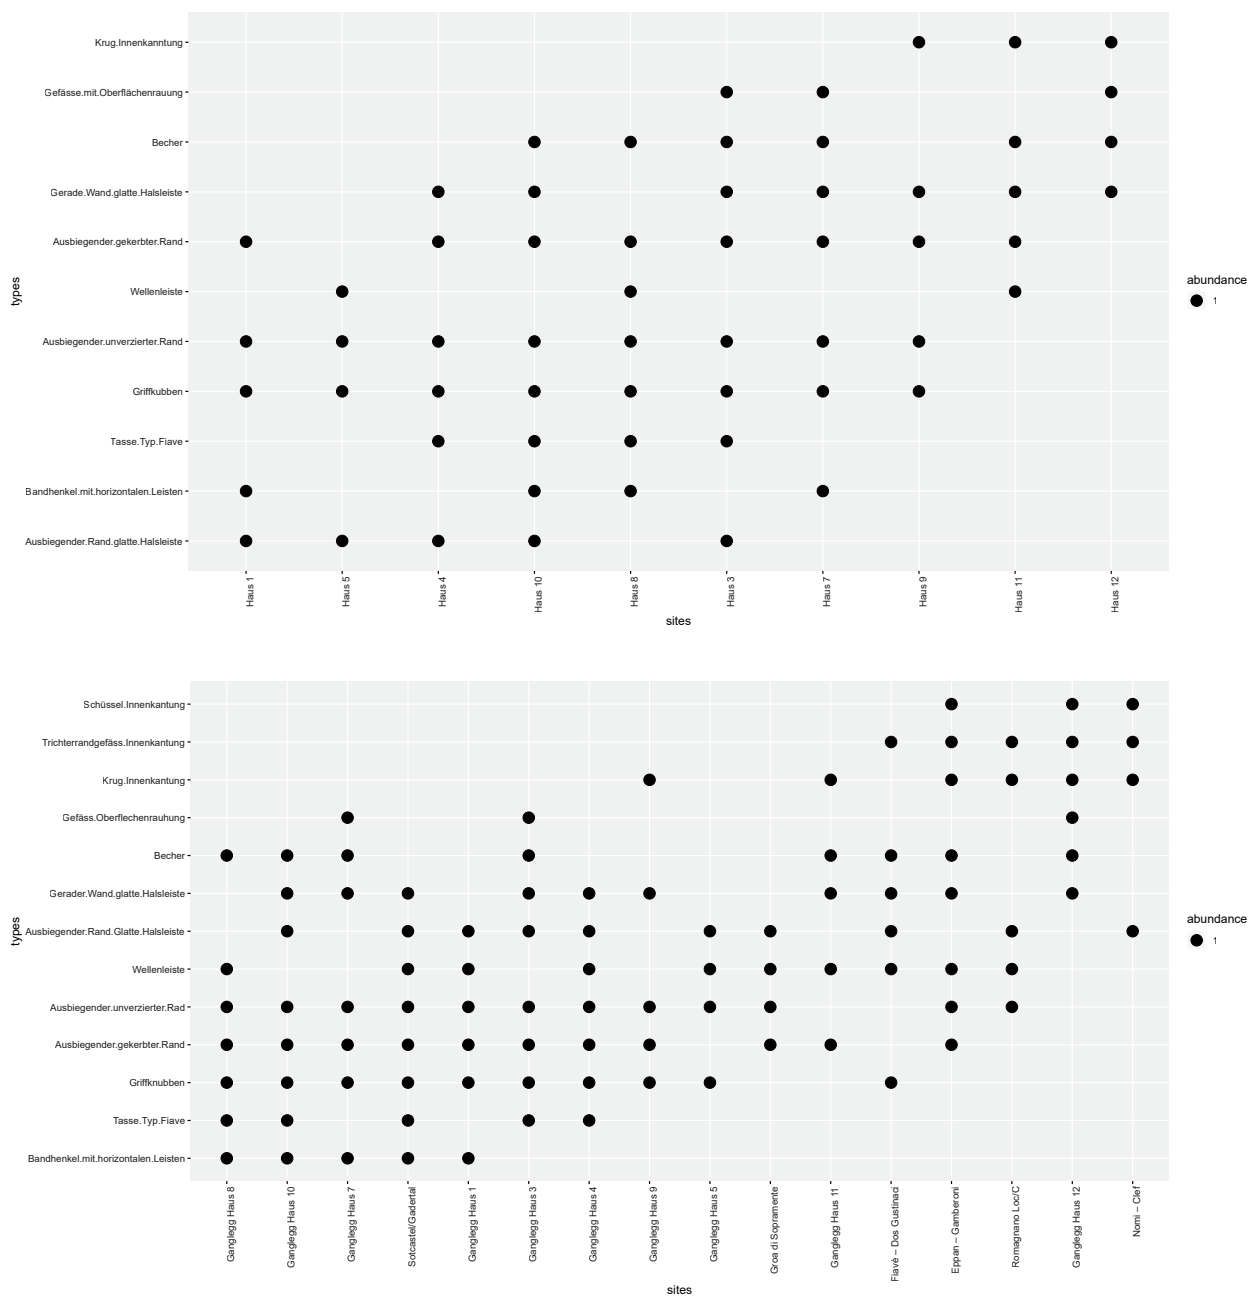 Krug.Innenkanntung
Gefässe.mit.Oberflächenrauung
Becher
Gerade.Wand.glatte.Halsleiste
Ausbiegender.gekerbter.Rand
Wellenleiste
Ausbiegender.unverzierter.Rand
Griffkubben
Tasse.Typ.Fiave
Bandhenkel.mit.horizontalen.Leisten
Ausbiegender.Rand.glatte.Halsleiste
types
abundance
1
Haus 1
Haus 5
Haus 4
Haus 10
Haus 8
Haus 3
Haus 7
Haus 9
Haus 11
Haus 12
sites
Schüssel.Innenkantung
Trichterrandgefäss.Innenkantung
Krug.Innenkantung
Gefäss.Oberflechenrauhung
Becher
Gerader.Wand.glatte.Halsleiste
Ausbiegender.Rand.Glatte.Halsleiste
Wellenleiste
Ausbiegender.unverzierter.Rad
Ausbiegender.gekerbter.Rand
Griffknubben
Tasse.Typ.Fiave
Bandhenkel.mit.horizontalen.Leisten
types
abundance
1
Ganglegg Haus 8
Ganglegg Haus 10
Ganglegg Haus 7
Sotcastel/Gadertal
Ganglegg Haus 1
Ganglegg Haus 3
Ganglegg Haus 4
Ganglegg Haus 9
Ganglegg Haus 5
Groa di Sopramente
Ganglegg Haus 11
Fiavè – Dos Gustinaci
Eppan – Gamberoni
Romagnano Loc/C
Ganglegg Haus 12
Nomi – Clef
sites